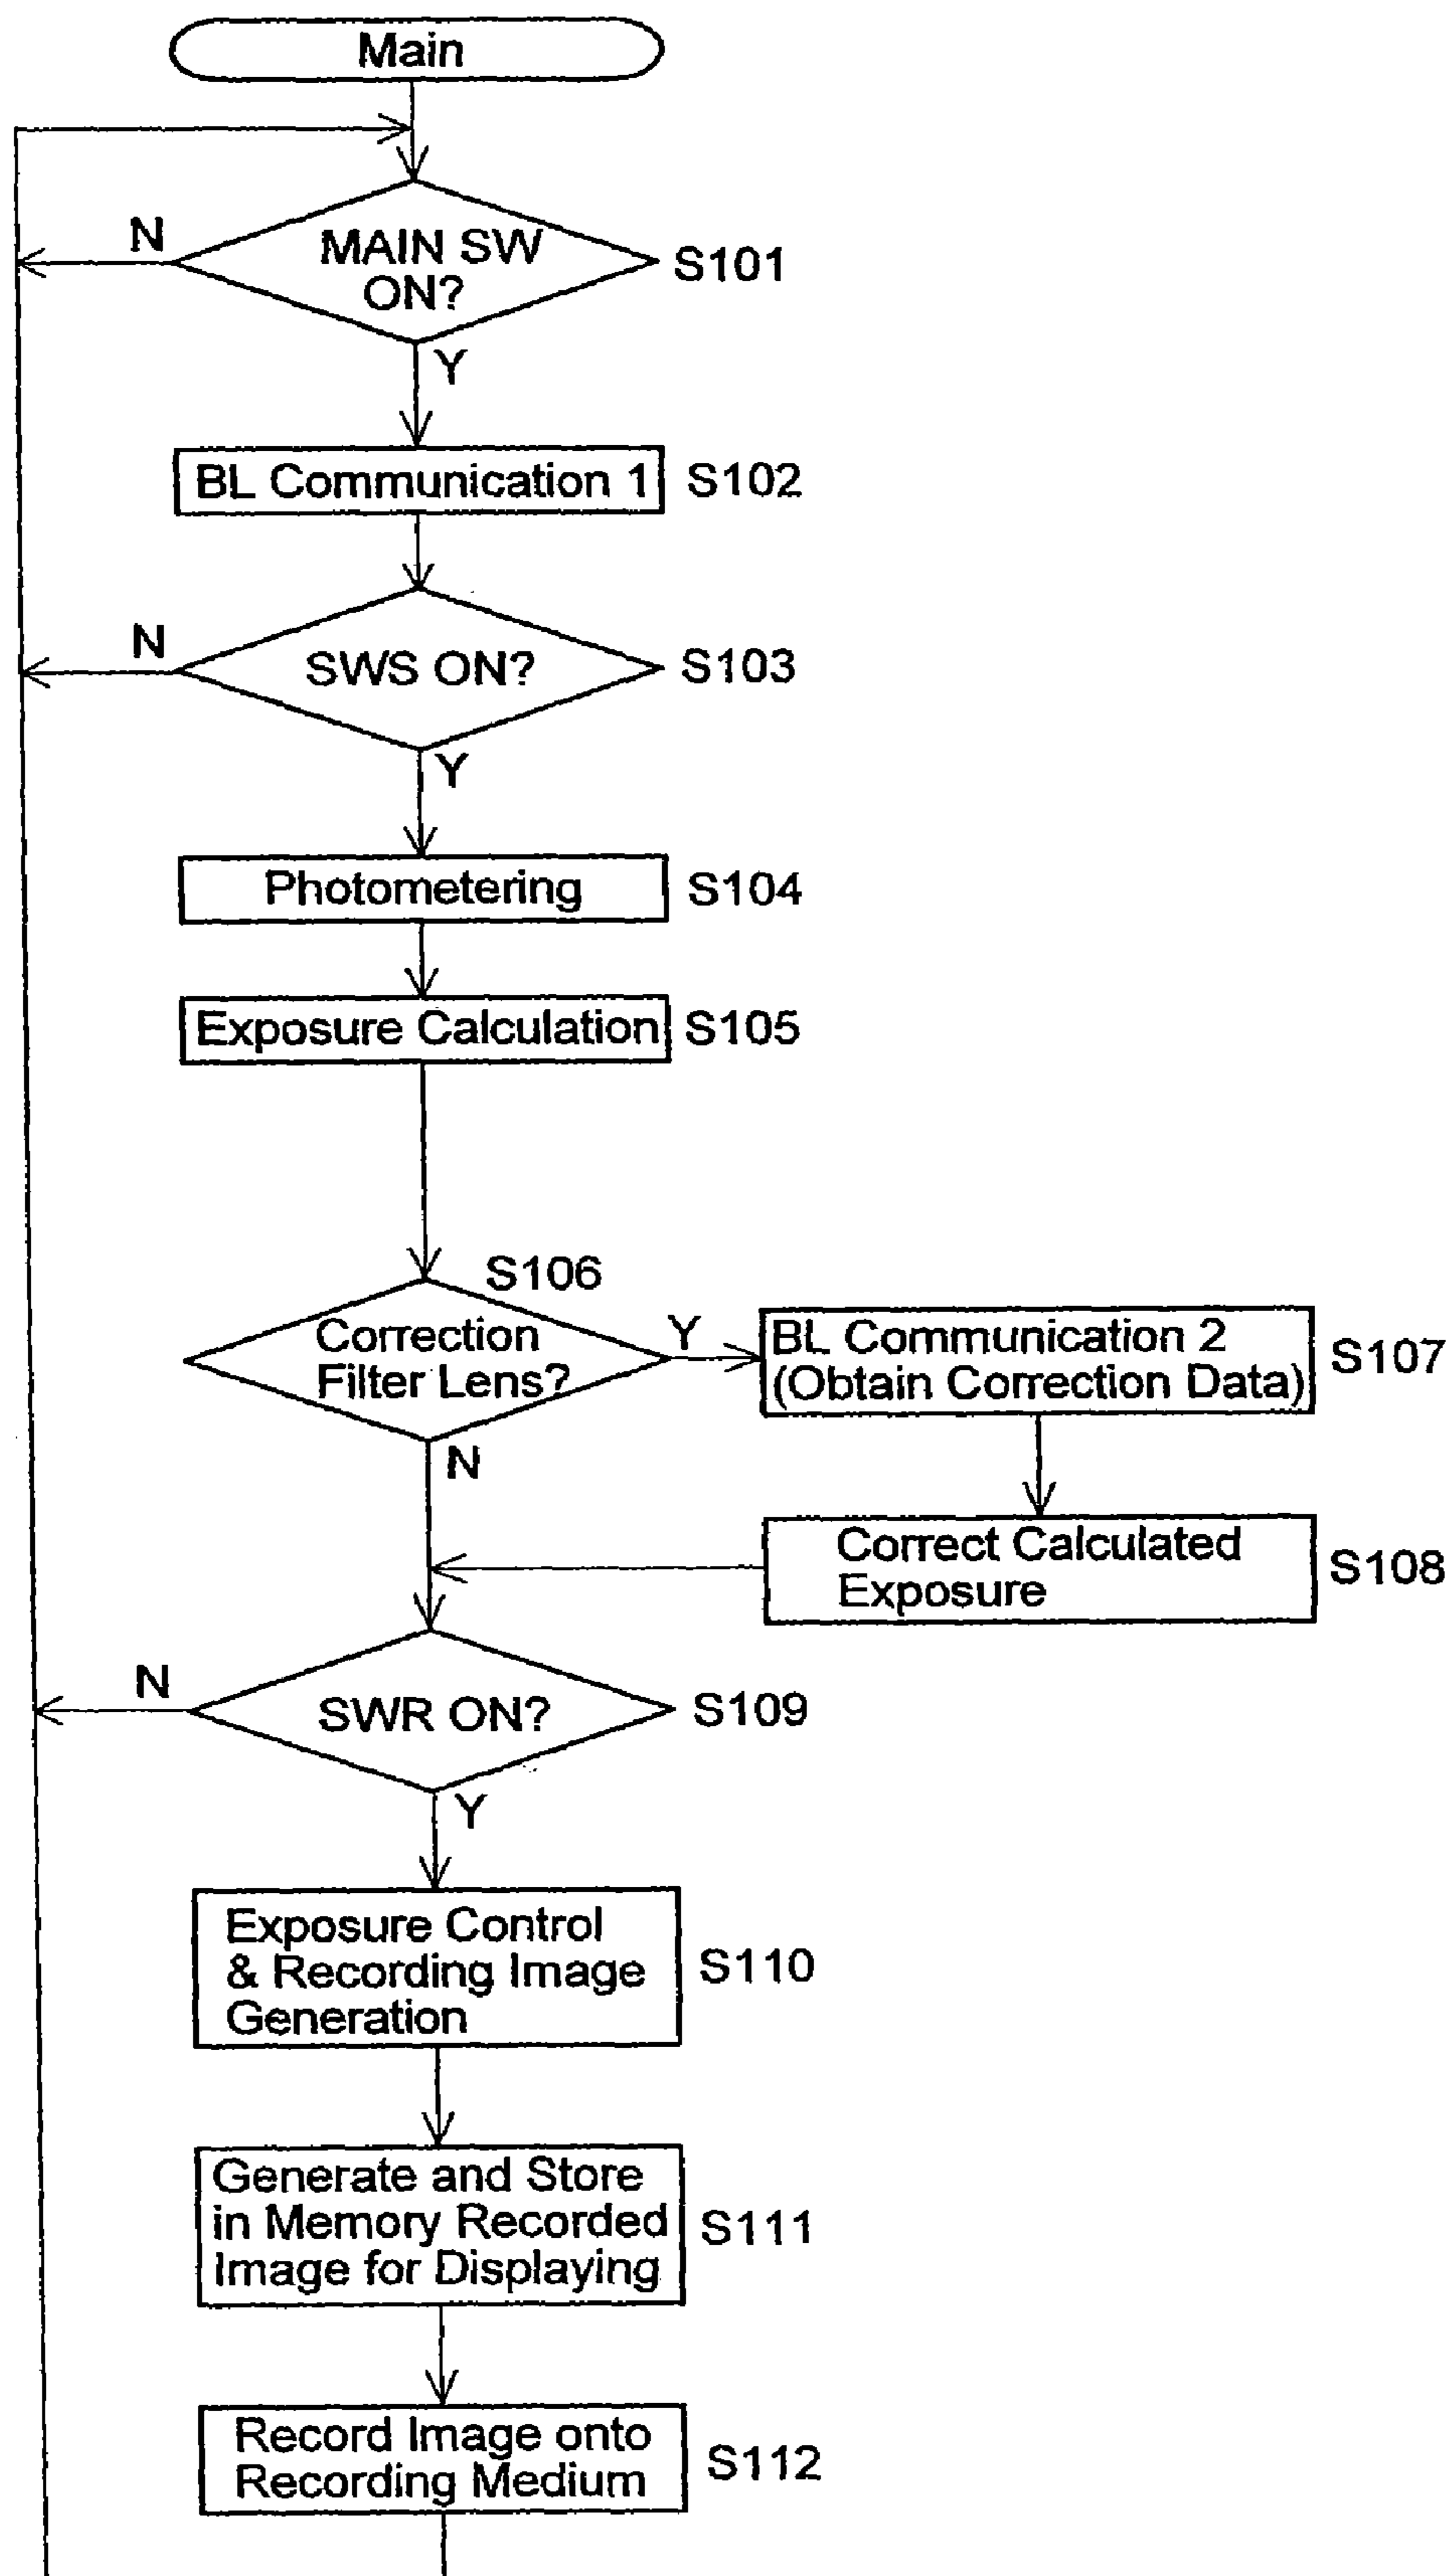 Main
N
MAIN SW
ON?
S101
Y
BL Communication 1
S102
N
SWS ON?
S103
Y
Photometering
S104
Exposure Calculation
S105
S106
Correction
Filter Lens?
Y
BL Communication 2
(Obtain Correction Data)
S107
N
Correct Calculated
Exposure
S108
N
SWR ON?
S109
Y
Exposure Control
& Recording Image
Generation
S110
Generate and Store
in Memory Recorded
Image for Displaying
S111
Record Image onto
Recording Medium
S112